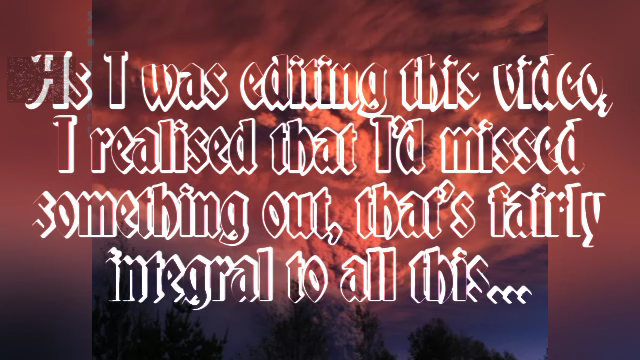 As I was editing this video,
I realised that I'd missed
something out, that's fairly
integral to all this...